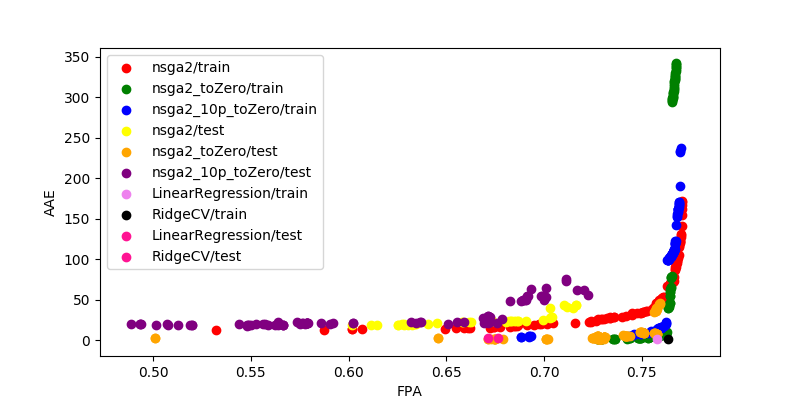 350
300
250
200
150
100
50
0
AAE
nsga2/train
nsga2_toZero/train
nsga2_10p_toZero/train
nsga2/test
nsga2_toZero/test
nsga2_10p_toZero/test
LinearRegression/train
RidgeCV/train
LinearRegression/test
RidgeCV/test
0.50 0.55 0.60 0.65 0.70 0.75
FPA